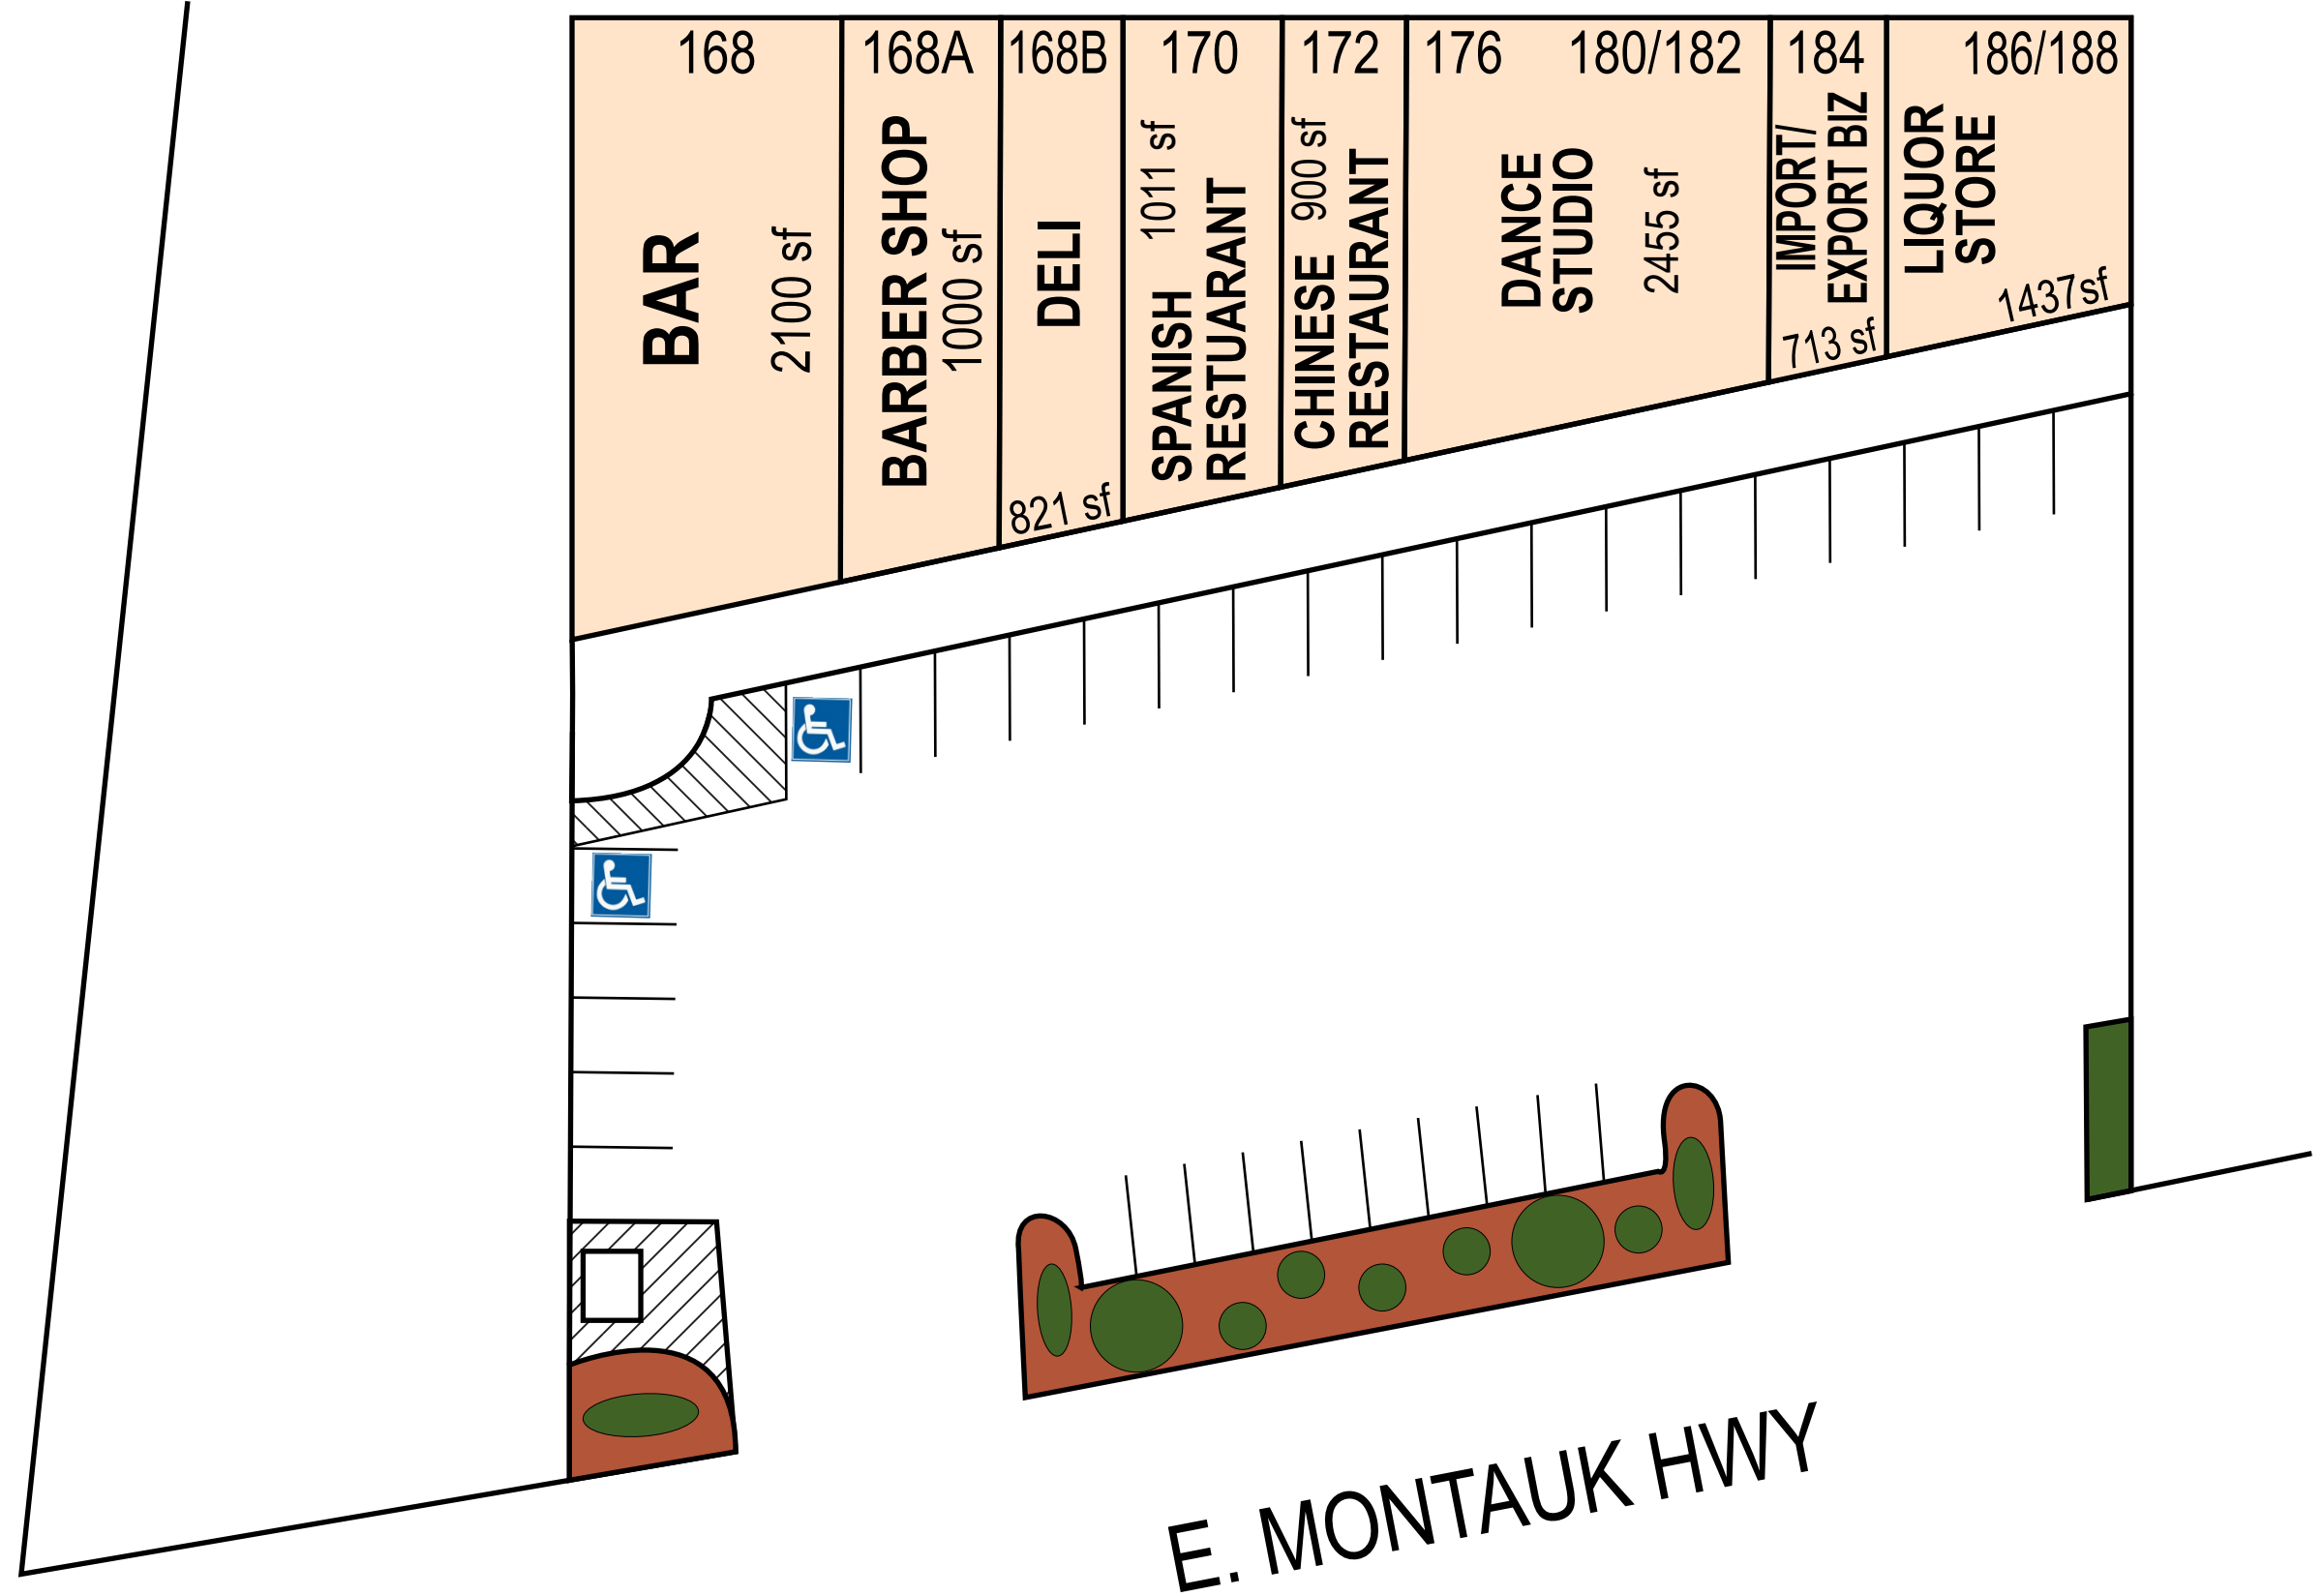 168
BAR
2100 sf
168A
BARBER SHOP
1000 sf
168B
DELI
821 sf
170
1011 sf
SPANISH
RESTUARANT
172
CHINESE 900 sf
RESTAURANT
176 180/182
DANCE
STUDIO
2455 sf
184
IMPORT/
EXPORT BIZ
713 sf
186/188
LIQUOR
STORE
1437sf
E. MONTAUK HWY